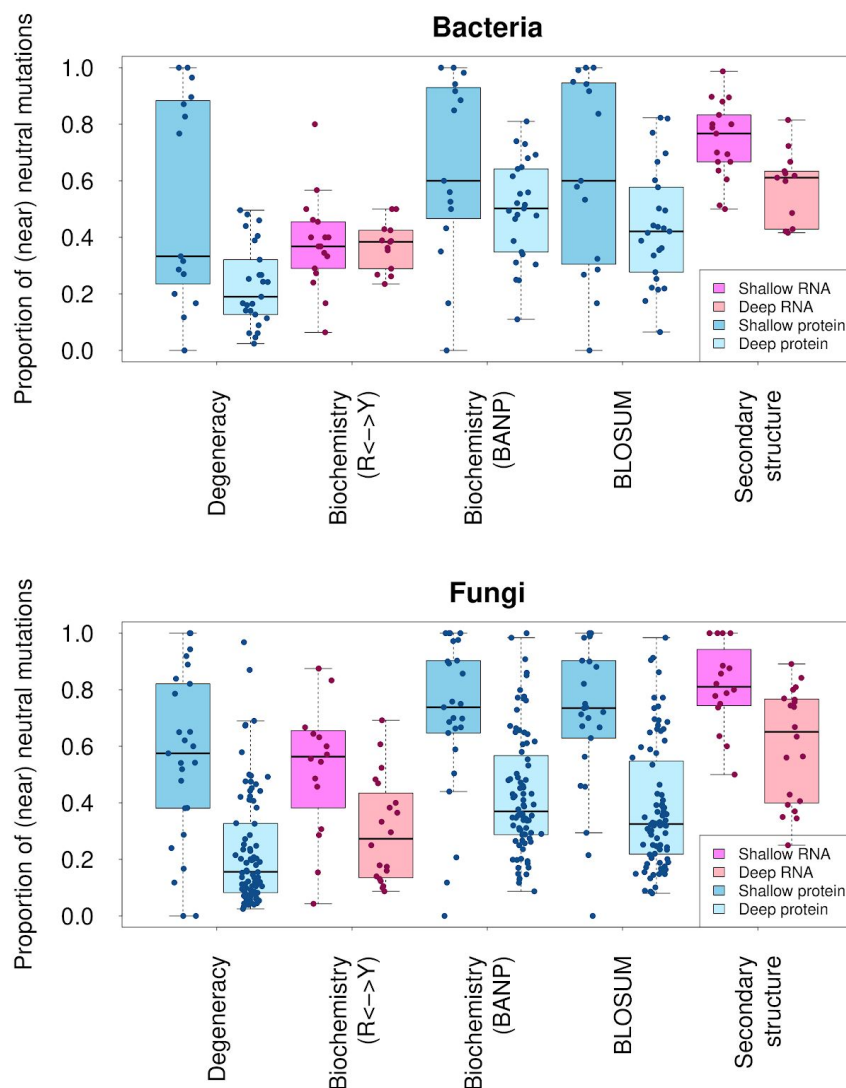 Bacteria
Proportion of (near) neutral mutations
1.0
0.8
0.6
0.4
0.2
0.0
Shallow RNA
Deep RNA
Shallow protein
Deep protein
Degeneracy
Biochemistry
(R<->Y)
Biochemistry
(BANP)
BLOSUM
Secondary
structure
Fungi
Proportion of (near) neutral mutations
1.0
0.8
0.6
0.4
0.2
0.0
Shallow RNA
Deep RNA
Shallow protein
Deep protein
Degeneracy
Biochemistry
(R<->Y)
Biochemistry
(BANP)
BLOSUM
Secondary
structure